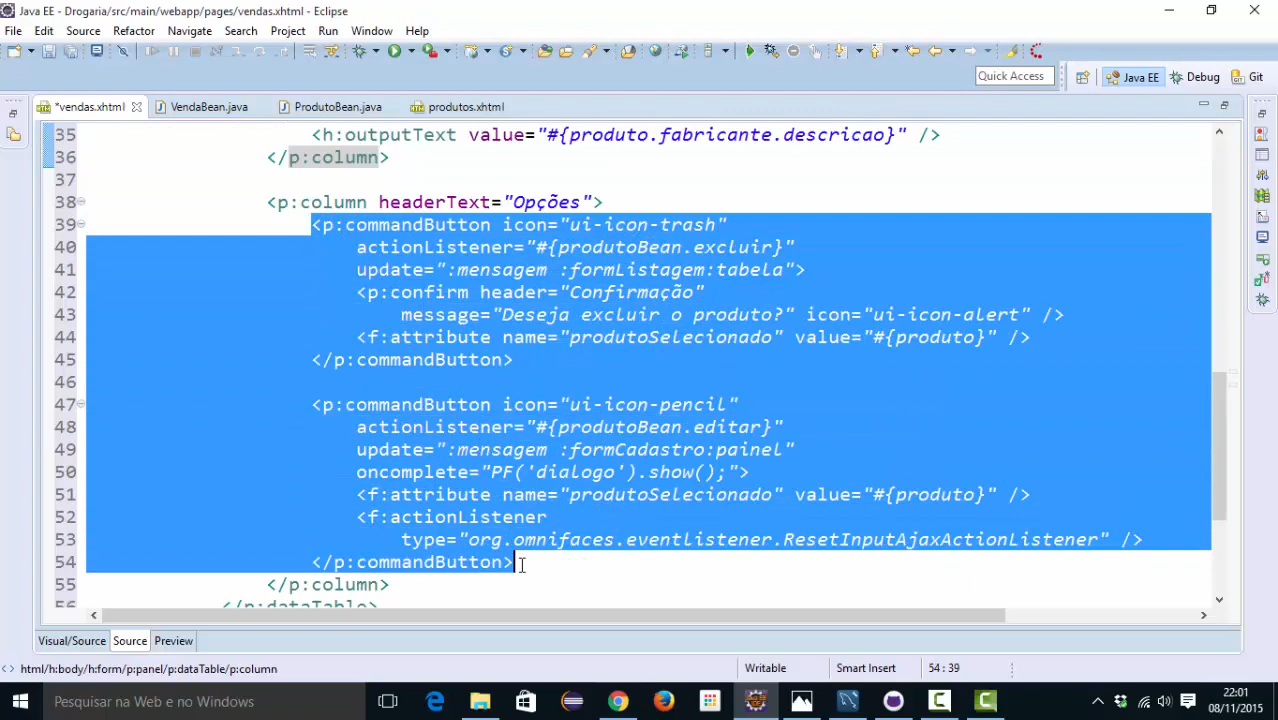 Java EE - Drogaria/src/main/webapp/pages/vendas.xhtml - Eclipse
File Edit Source Refactor Navigate Search Project Run Window Help
Quick Access
Java EE Debug Git
*vendas.xhtml VendaBean.java ProdutoBean.java produtos.xhtml
35 <h:outputText value="#{produto.fabricante.descricao}" />
36 </p:column>
37
38 <p:column headerText="Opções">
39 <p:commandButton icon="ui-icon-trash"
40 actionListener="#{produtoBean.excluir}"
41 update=":mensagem :formListagem:tabela">
42 <p:confirm header="Confirmação"
43 message="Deseja excluir o produto?" icon="ui-icon-alert" />
44 <f:attribute name="produtoSelecionado" value="#{produto}" />
45 </p:commandButton>
46
47 <p:commandButton icon="ui-icon-pencil"
48 actionListener="#{produtoBean.editar}"
49 update=":mensagem :formCadastro:painel"
50 oncomplete="PF('dialogo').show();">
51 <f:attribute name="produtoSelecionado" value="#{produto}" />
52 <f:actionListener
53 type="org.omnifaces.eventlistener.ResetInputAjaxActionListener" />
54 </p:commandButton>
55 </p:column>
56 </p:dataTable>
Visual/Source Source Preview
html/h:body/h:form/p:panel/p:dataTable/p:column Writable Smart Insert 54 : 39
Pesquisar na Web e no Windows
22:01
08/11/2015